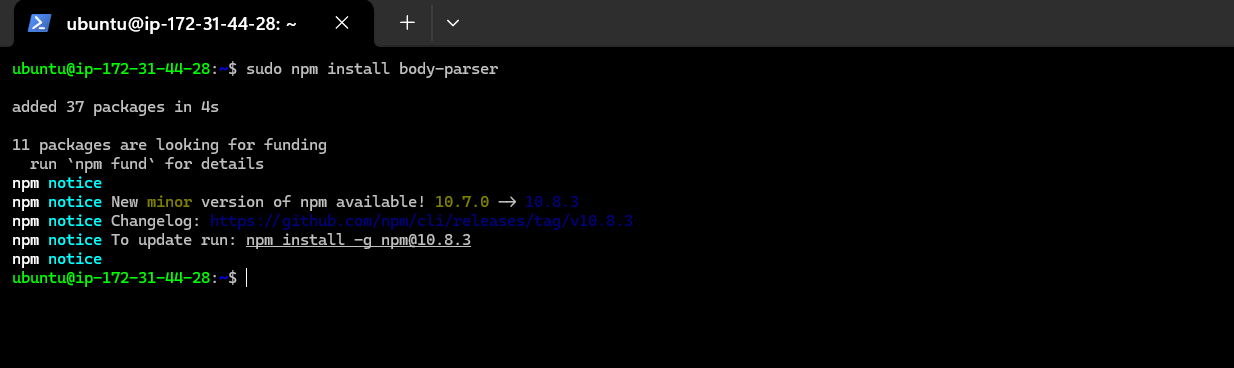 ubuntu@ip-172-31-44-28: ~
ubuntu@ip-172-31-44-28:~$ sudo npm install body-parser
added 37 packages in 4s
11 packages are looking for funding
  run `npm fund` for details
npm notice
npm notice New minor version of npm available! 10.7.0 -> 10.8.3
npm notice Changelog: https://github.com/npm/cli/releases/tag/v10.8.3
npm notice To update run: npm install -g npm@10.8.3
npm notice
ubuntu@ip-172-31-44-28:~$